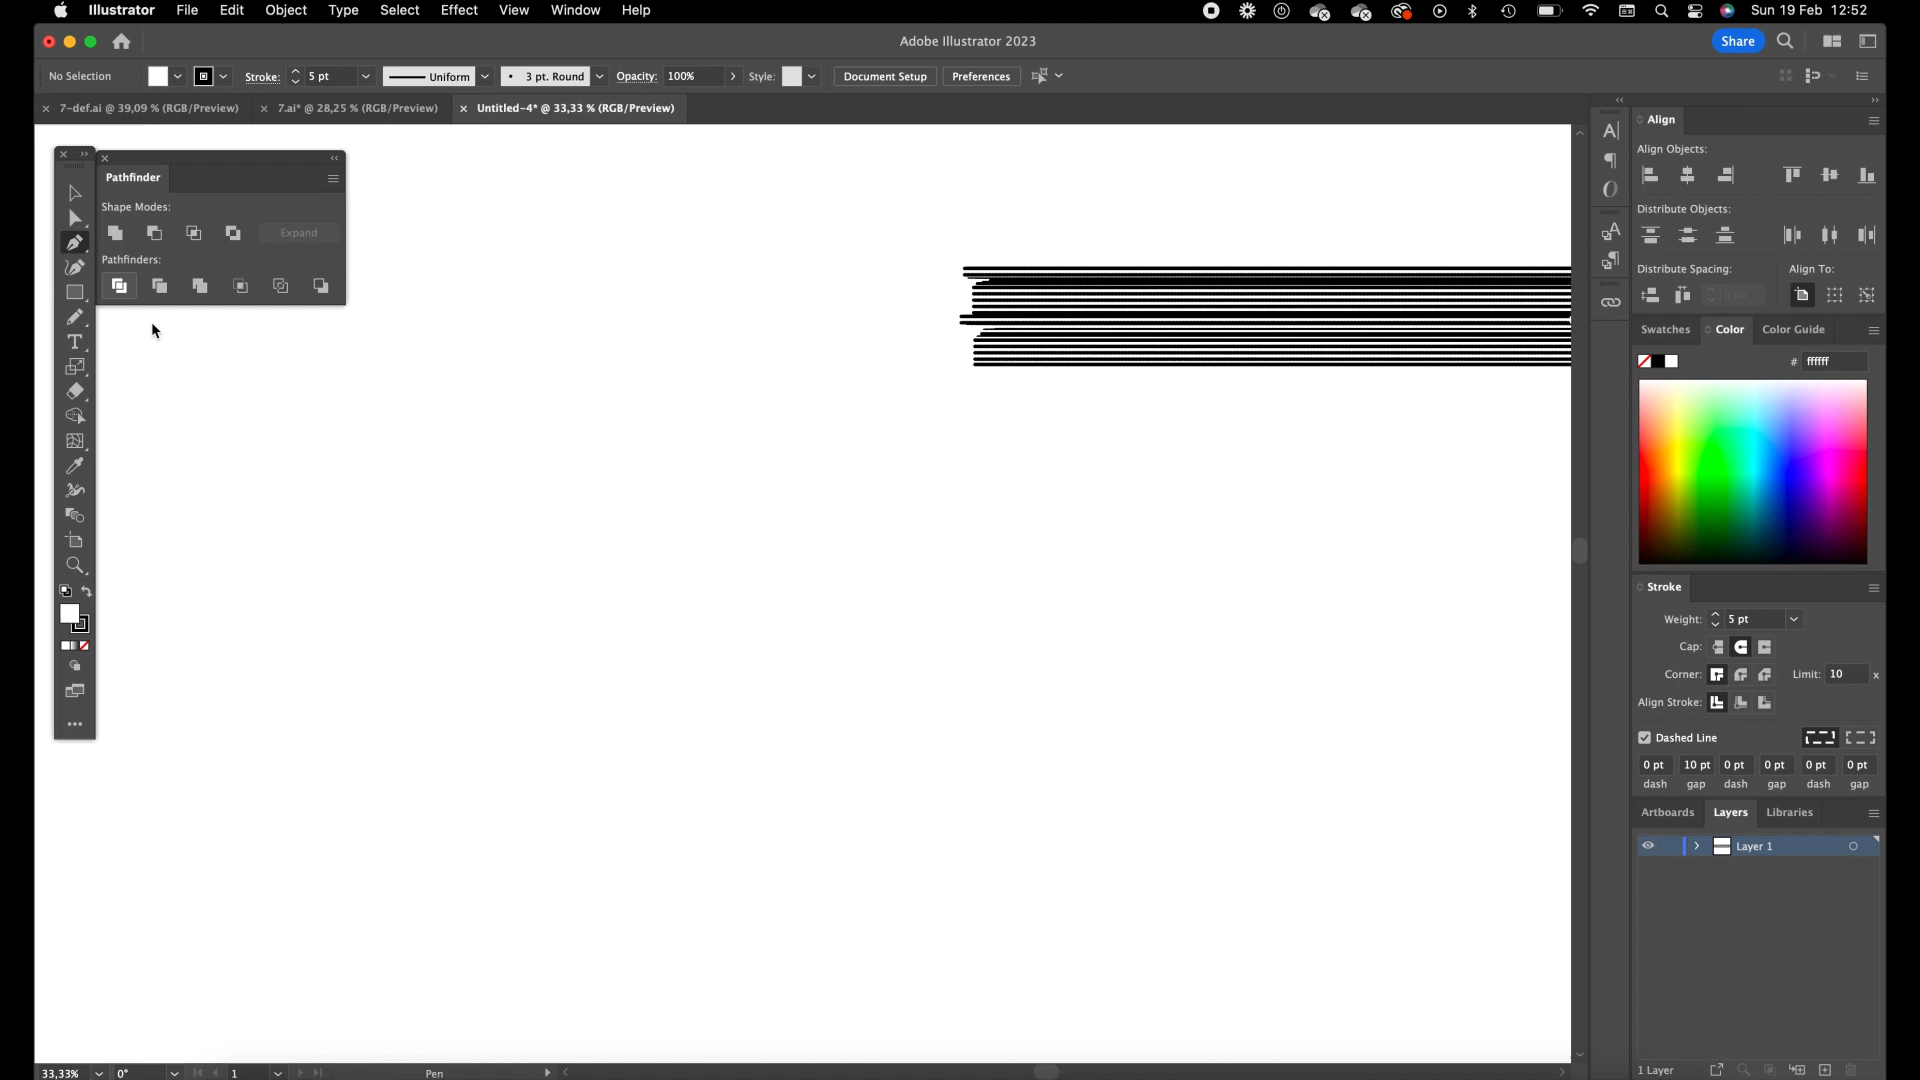 Illustrator File Edit Object Type Select Effect View Window Help Sun 19 Feb 12:52
Adobe Illustrator 2023 Share
No Selection Stroke: 5 pt Uniform 3 pt. Round Opacity: 100% Style: Document Setup Preferences
7-def.ai @ 39,09 % (RGB/Preview) 7.ai* @ 28,25 % (RGB/Preview) Untitled-4* @ 33,33 % (RGB/Preview)
Pathfinder
Shape Modes:
Expand
Pathfinders:
Align
Align Objects:
Distribute Objects:
Distribute Spacing: Align To:
0 px
Swatches Color Color Guide
# ffffff
Stroke
Weight: 5 pt
Cap:
Corner: Limit: 10 x
Align Stroke:
Dashed Line
0 pt 10 pt 0 pt 0 pt 0 pt 0 pt
dash gap dash gap dash gap
Artboards Layers Libraries
Layer 1
1 Layer
33,33% 0° 1 Pen